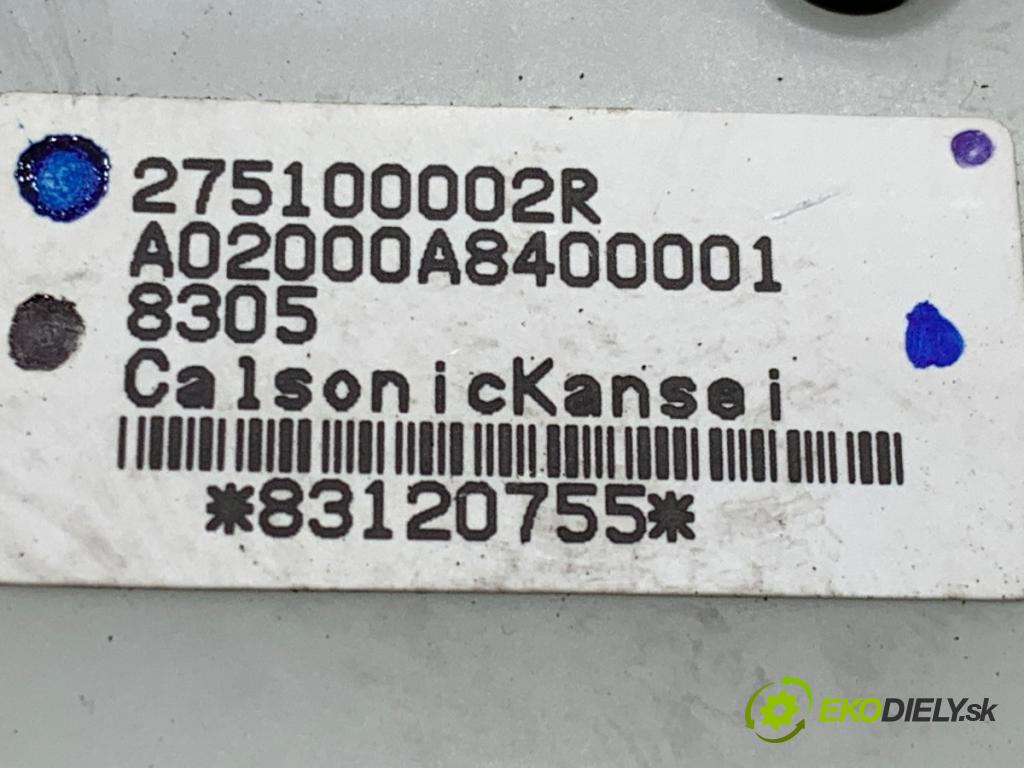 275100002R
A02000A8400001
8305
CalsonicKansei
*83120755*
EKODIELY.sk